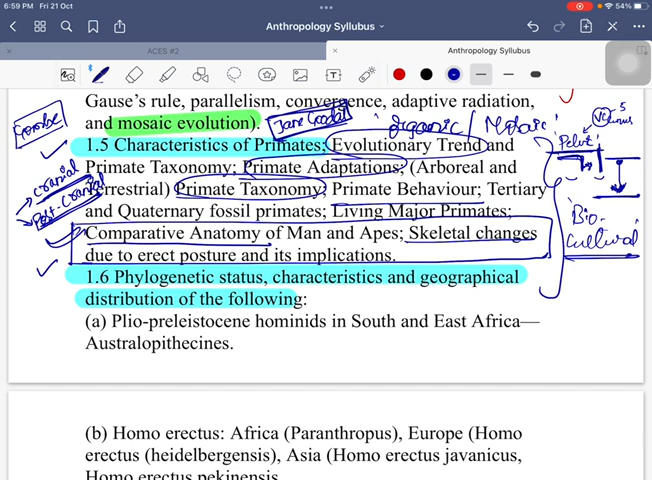 6:59 PM Fri 21 Oct
54%
Anthropology Syllabus
ACES #2
Anthropology Syllabus
Gause's rule, parallelism, convergence, adaptive radiation,
and mosaic evolution).
Organic / Mosaic
1.5 Characteristics of Primates; Evolutionary Trend and
Primate Taxonomy; Primate Adaptations; (Arboreal and
Terrestrial) Primate Taxonomy; Primate Behaviour; Tertiary
and Quaternary fossil primates; Living Major Primates;
Comparative Anatomy of Man and Apes; Skeletal changes
due to erect posture and its implications.
Cranial
Post-Cranial
Bio-
Cultural
1.6 Phylogenetic status, characteristics and geographical
distribution of the following:
(a) Plio-preleistocene hominids in South and East Africa—
Australopithecines.
(b) Homo erectus: Africa (Paranthropus), Europe (Homo
erectus (heidelbergensis), Asia (Homo erectus javanicus,
Homo erectus pekinensis